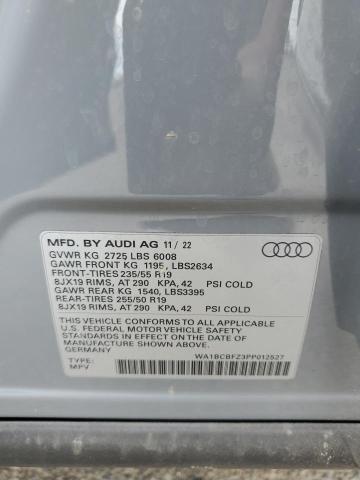 MFD. BY AUDI AG 11/22
GVWR KG 2725 LBS 6008
GAWR FRONT KG 1195, LBS2634
FRONT-TIRES 235/55 R19
8JX19 RIMS, AT 290 KPA, 42 PSI COLD
GAWR REAR KG 1540, LBS3395
REAR-TIRES 255/50 R19
8JX19 RIMS, AT 290 KPA, 42 PSI COLD
THIS VEHICLE CONFORMS TO ALL APPLICABLE
U.S. FEDERAL MOTOR VEHICLE SAFETY
STANDARDS IN EFFECT ON THE DATE OF
MANUFACTURE SHOWN ABOVE.
GERMANY
WA1BCBFZ3PP012527
TYPE:
MPV